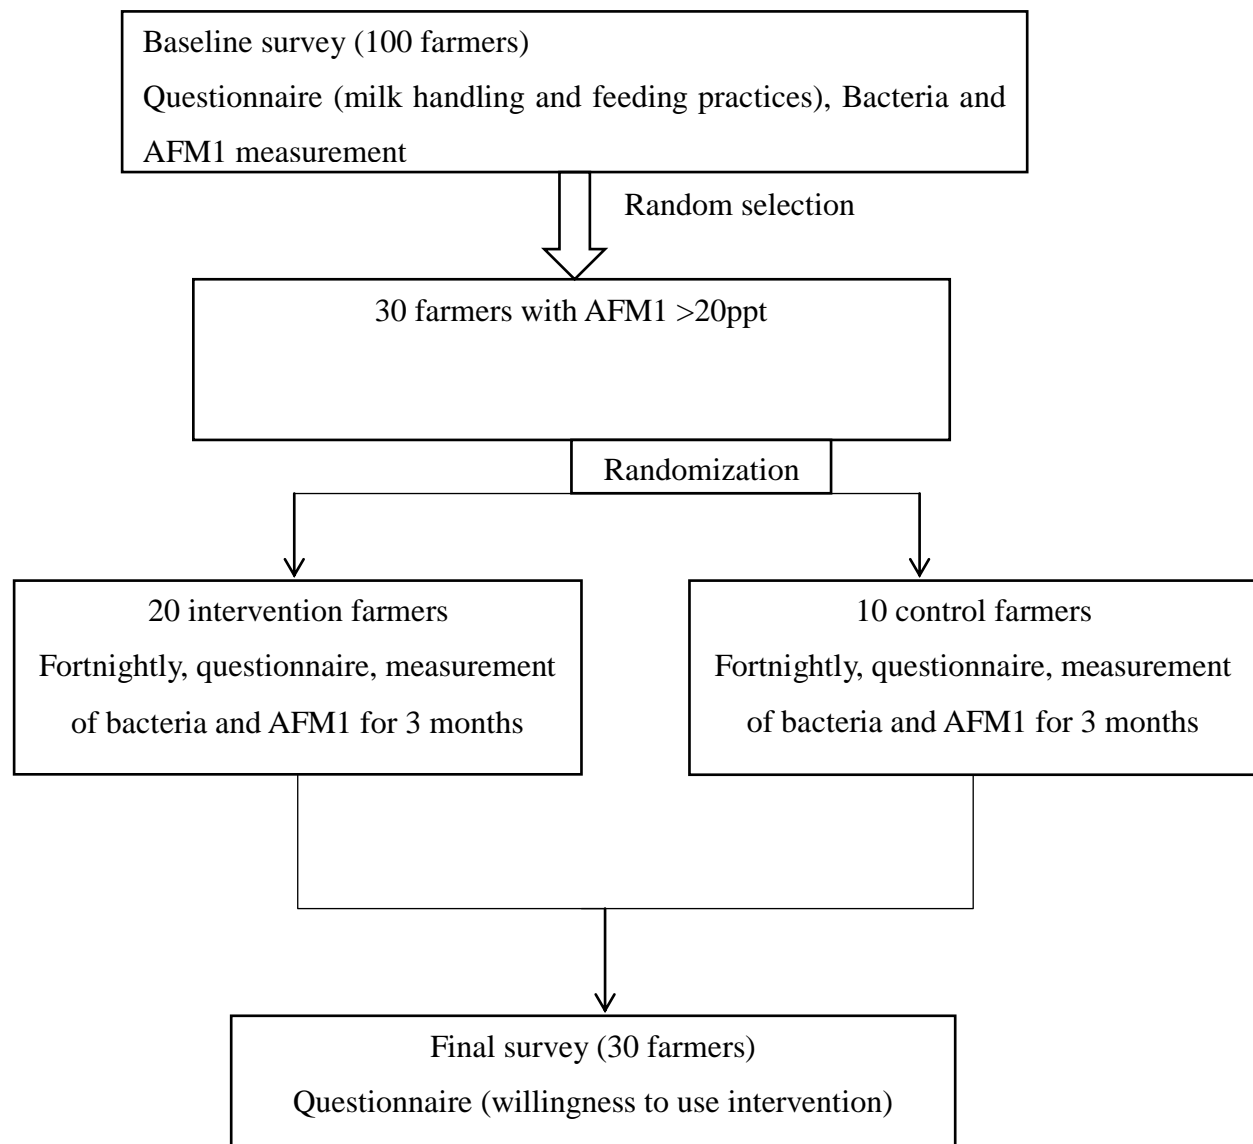 Baseline survey (100 farmers)
Questionnaire (milk handling and feeding practices), Bacteria and
AFM1 measurement
Random selection
30 farmers with AFM1 >20ppt
Randomization
20 intervention farmers
Fortnightly, questionnaire, measurement
of bacteria and AFM1 for 3 months
10 control farmers
Fortnightly, questionnaire, measurement
of bacteria and AFM1 for 3 months
Final survey (30 farmers)
Questionnaire (willingness to use intervention)